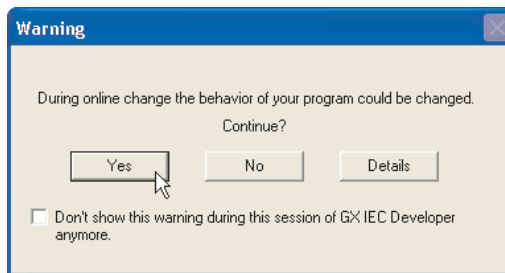 Warning
During online change the behavior of your program could be changed.
Continue?
Yes
No
Details
Don't show this warning during this session of GX IEC Developer
anymore.